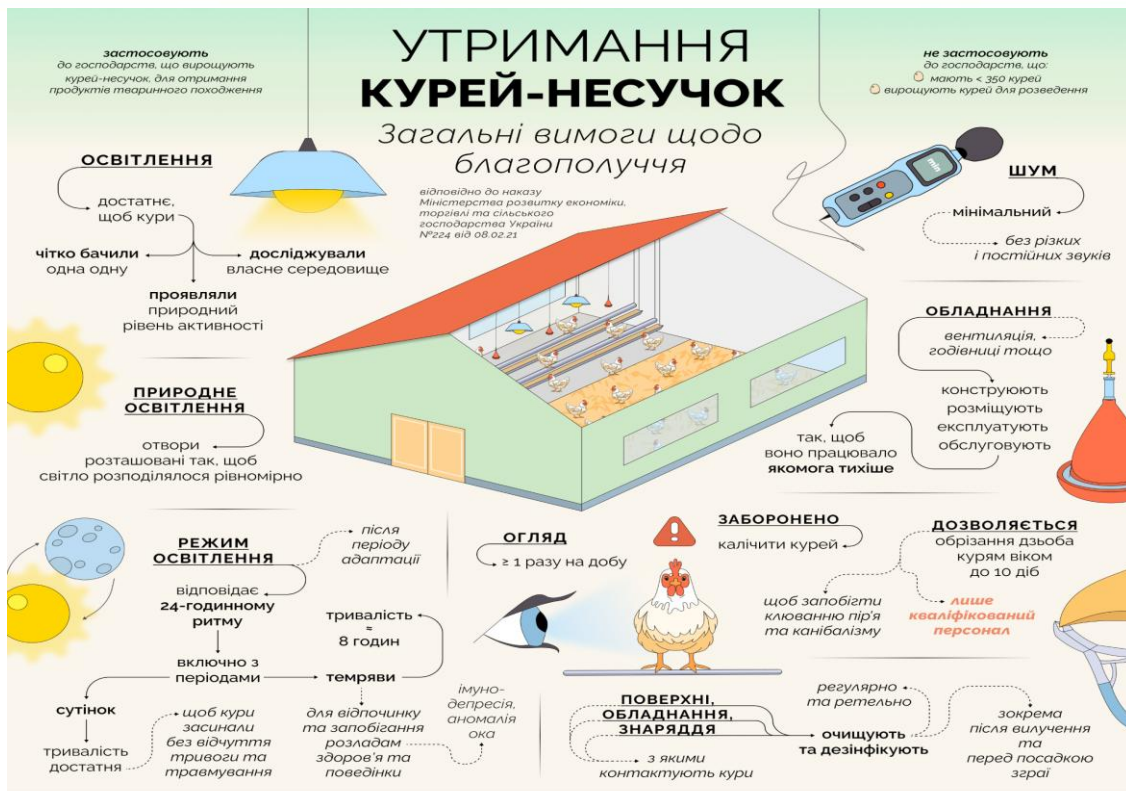 застосовують
до господарств, що вирощують
курей-несучок, для отримання
продуктів тваринного походження
УТРИМАННЯ
КУРЕЙ-НЕСУЧОК
Загальні вимоги щодо
благополуччя
відповідно до наказу
Міністерства розвитку економіки,
торгівлі та сільського
господарства України
№224 від 08.02.21
не застосовують
до господарств, що:
мають < 350 курей
вирощують курей для розведення
ОСВІТЛЕННЯ
достатнє,
щоб кури
чітко бачили
одна одну
досліджували
власне середовище
проявляли
природний
рівень активності
min
ШУМ
мінімальний
без різких
і постійних звуків
ОБЛАДНАННЯ
вентиляція,
годівниці тощо
конструюють
розміщують
експлуатують
обслуговують
так, щоб
воно працювало
якомога тихіше
ПРИРОДНЕ
ОСВІТЛЕННЯ
отвори
розташовані так, щоб
світло розподілялося рівномірно
РЕЖИМ
ОСВІТЛЕННЯ
після
періоду
адаптації
відповідає
24-годинному
ритму
включно з
періодами
сутінок
тривалість
достатня
щоб кури
засинали
без відчуття
тривоги та
травмування
темряви
тривалість
≈
8 годин
для відпочинку
та запобігання
розладам
здоров'я та
поведінки
імуно-
депресія,
аномалія
ока
ОГЛЯД
≥ 1 разу на добу
ЗАБОРОНЕНО
калічити курей
ДОЗВОЛЯЄТЬСЯ
обрізання дзьоба
курям віком
до 10 діб
щоб запобігти
клюванню пір'я
та канібалізму
лише
кваліфікований
персонал
ПОВЕРХНІ,
ОБЛАДНАННЯ,
ЗНАРЯДДЯ
з якими
контактують кури
регулярно
та ретельно
очищують
та дезінфікують
зокрема
після вилучення
та
перед посадкою
зграї